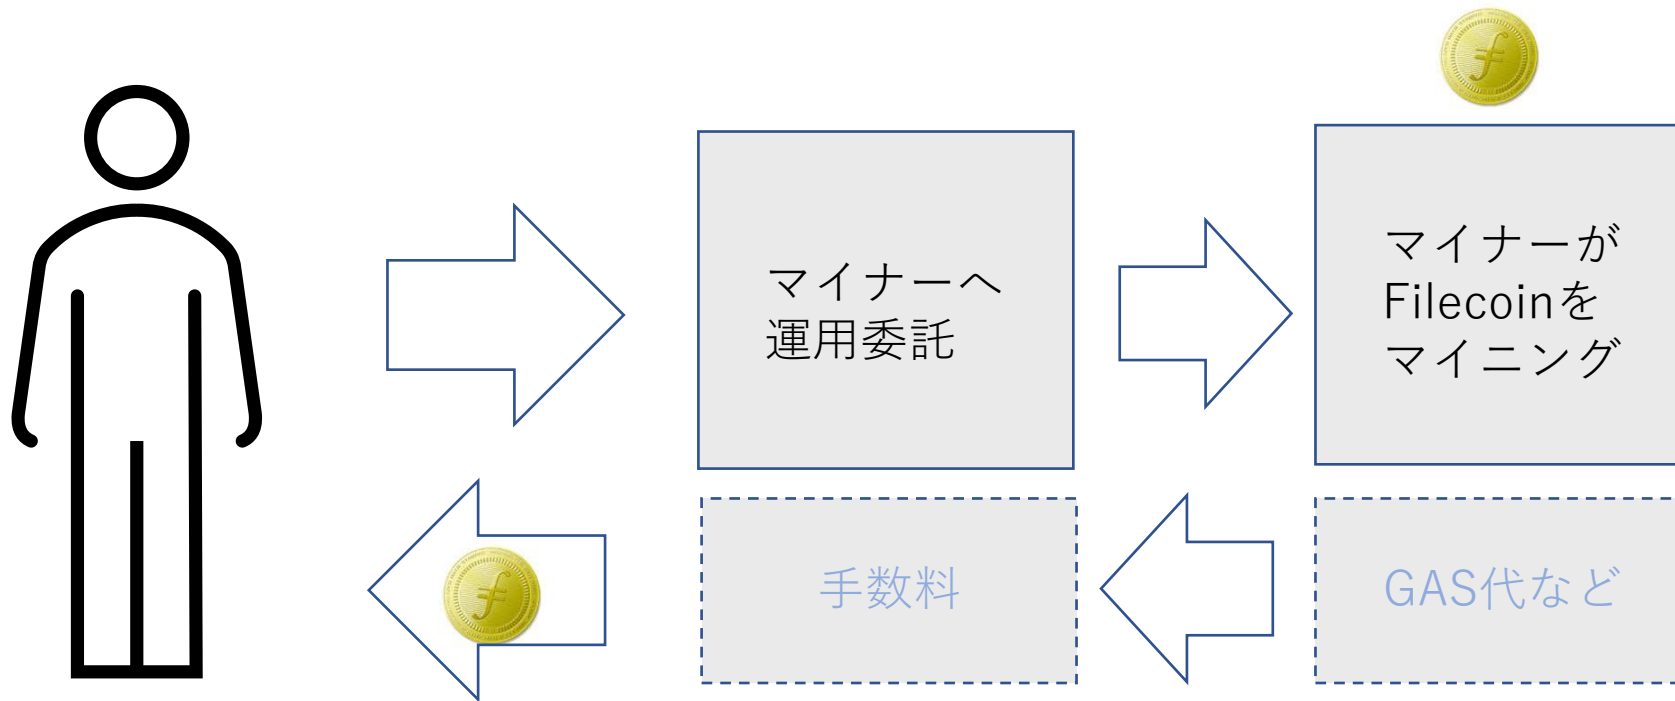 マイナーへ
運用委託
マイナーが
Filecoinを
マイニング
手数料
GAS代など